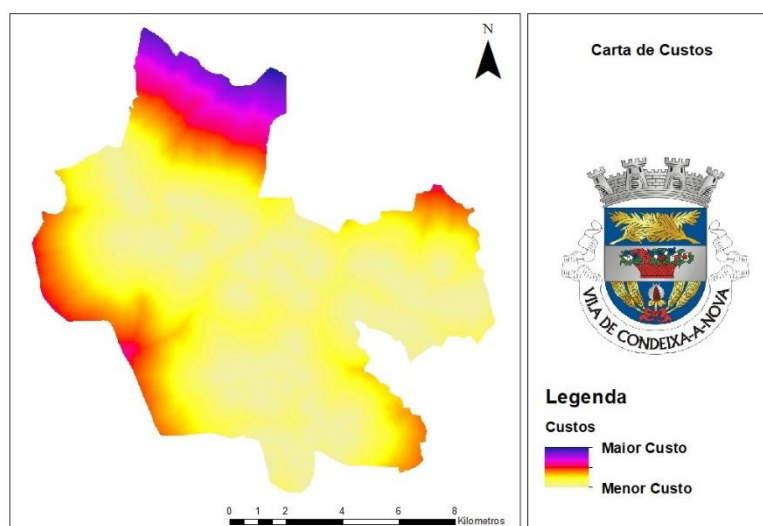 N
Carta de Custos
VILA DE CONDEIXA-A-NOVA
Legenda
Custos
Maior Custo
Menor Custo
0 1 2 4 6 8
Kilometros